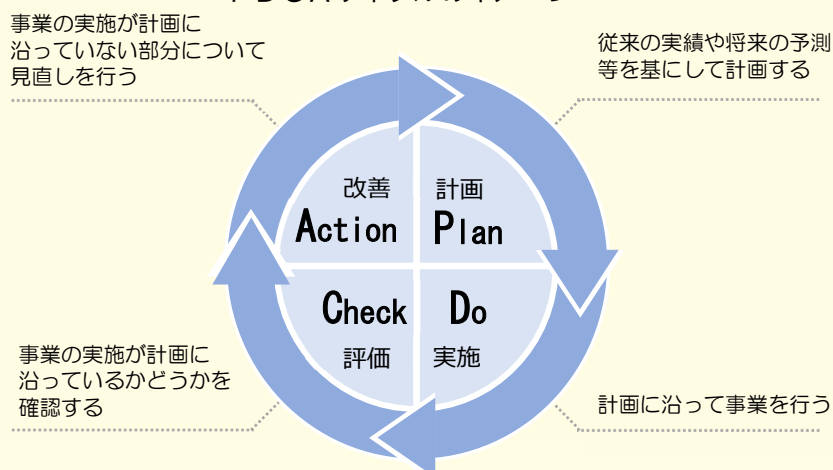 事業の実施が計画に
沿っていない部分について
見直しを行う
従来の実績や将来の予測
等を基にして計画する
改善
Action
計画
Plan
Check
評価
Do
実施
事業の実施が計画に
沿っているかどうかを
確認する
計画に沿って事業を行う